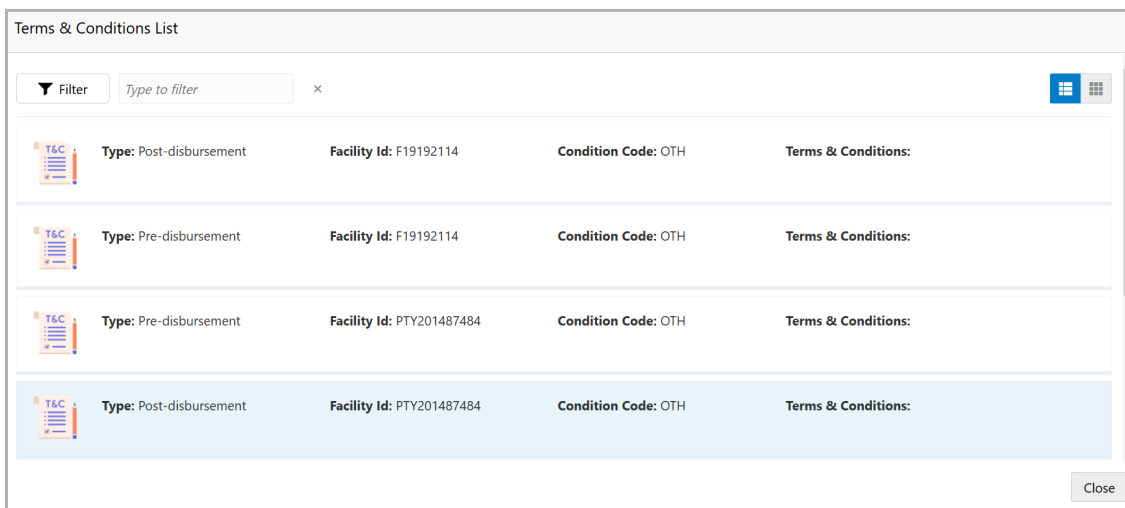 Terms & Conditions List
Filter Type to filter ×
T&C Type: Post-disbursement Facility Id: F19192114 Condition Code: OTH Terms & Conditions:
T&C Type: Pre-disbursement Facility Id: F19192114 Condition Code: OTH Terms & Conditions:
T&C Type: Pre-disbursement Facility Id: PTY201487484 Condition Code: OTH Terms & Conditions:
T&C Type: Post-disbursement Facility Id: PTY201487484 Condition Code: OTH Terms & Conditions:
Close